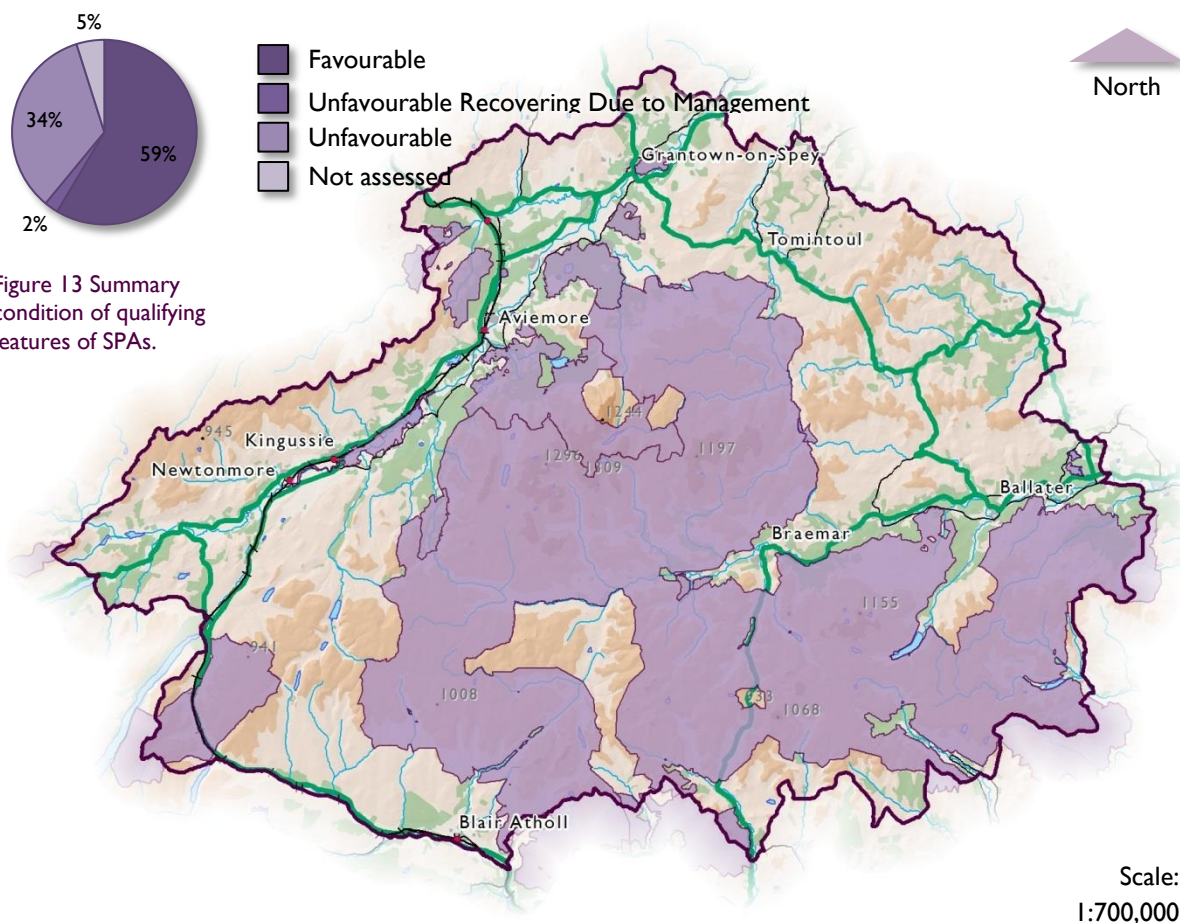 5%
34%
59%
2%
Favourable
Unfavourable Recovering Due to Management
Unfavourable
Not assessed
North
Figure 13 Summary
condition of qualifying
features of SPAs.
Grantown-on-Spey
Tomintoul
Aviemore
1244
945
Kingussie
1296
1309
1197
Newtonmore
Ballater
Braemar
1155
941
1008
933
1068
Blair Atholl
Scale:
1:700,000